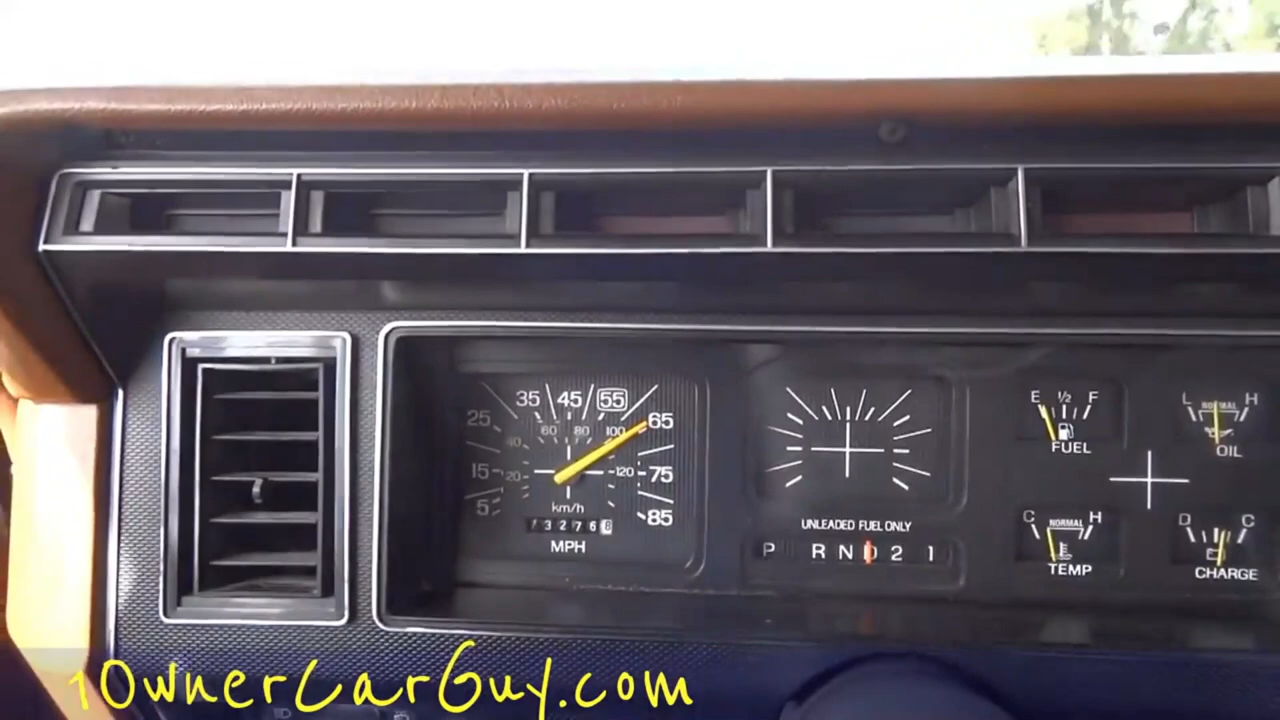 35 45 55
25 65
60 80 100
40
15 20 120 75
5 km/h 85
73276 8
MPH
UNLEADED FUEL ONLY
P R N D 2 1
E ½ F
FUEL
L NORMAL H
OIL
C NORMAL H
TEMP
D C
CHARGE
1OwnerCarGuy.com